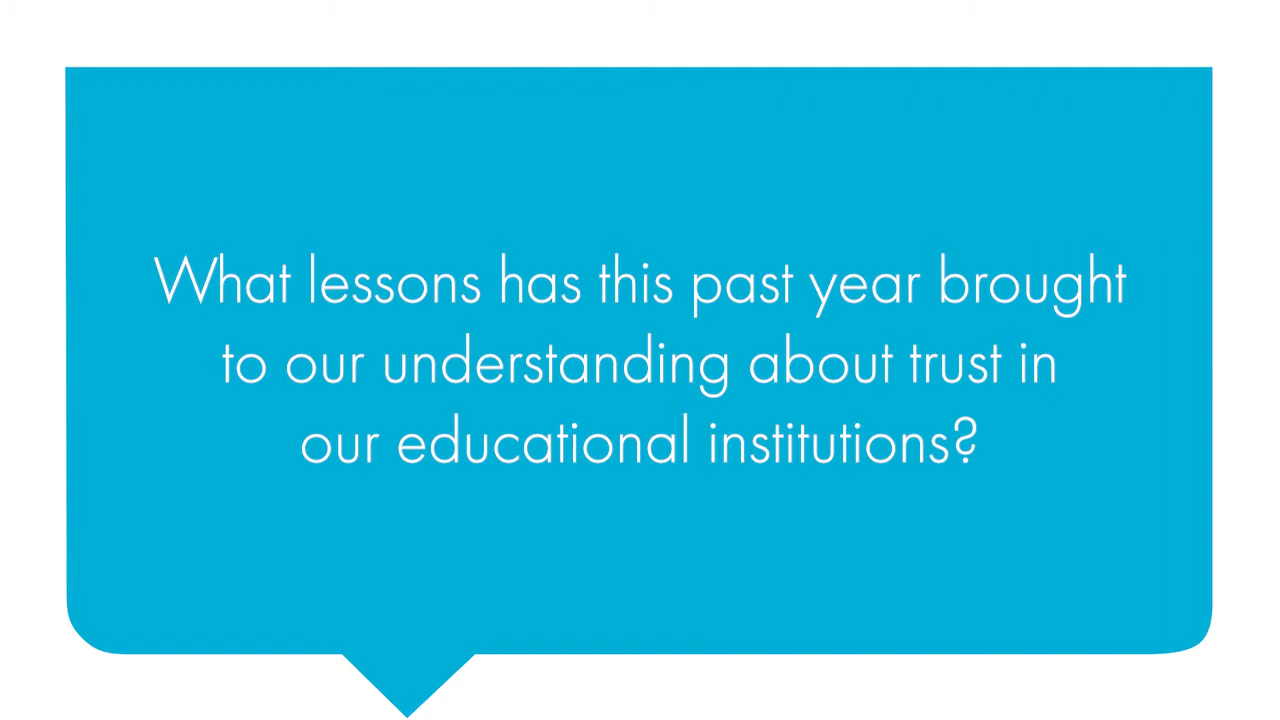 What lessons has this past year brought
to our understanding about trust in
our educational institutions?